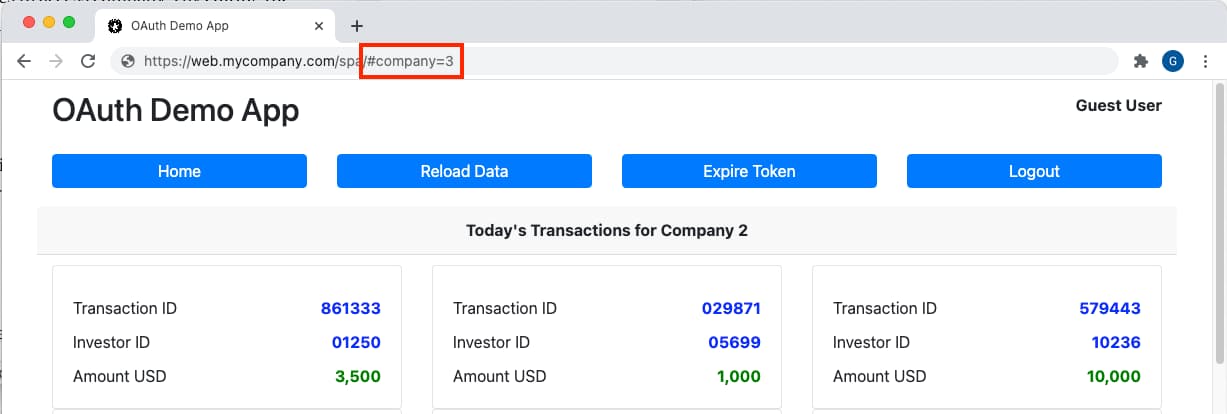 OAuth Demo App
https://web.mycompany.com/spa/#company=3
G
OAuth Demo App
Guest User
Home
Reload Data
Expire Token
Logout
Today's Transactions for Company 2
Transaction ID 861333
Investor ID 01250
Amount USD 3,500
Transaction ID 029871
Investor ID 05699
Amount USD 1,000
Transaction ID 579443
Investor ID 10236
Amount USD 10,000